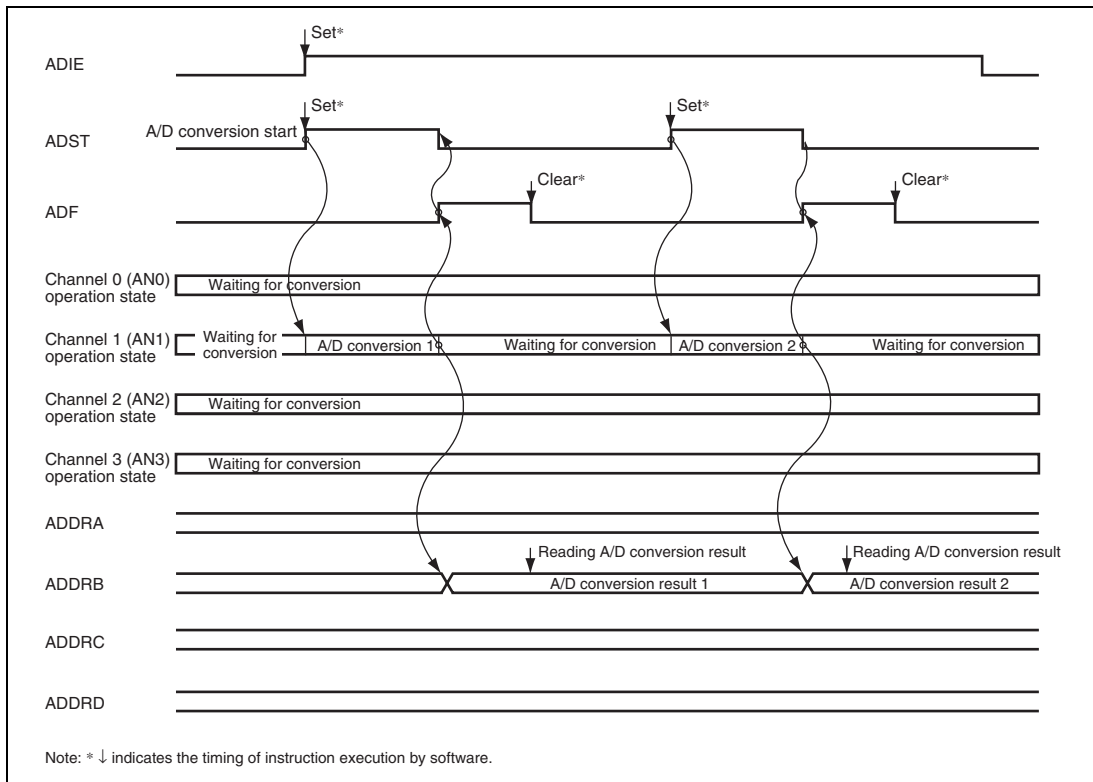 Set*
ADIE
Set*
Set*
A/D conversion start
ADST
Clear*
Clear*
ADF
Channel 0 (AN0)
operation state
Waiting for conversion
Channel 1 (AN1)
operation state
Waiting for
conversion
A/D conversion 1
Waiting for conversion
A/D conversion 2
Waiting for conversion
Channel 2 (AN2)
operation state
Waiting for conversion
Channel 3 (AN3)
operation state
Waiting for conversion
ADDRA
Reading A/D conversion result
Reading A/D conversion result
ADDRB
A/D conversion result 1
A/D conversion result 2
ADDRC
ADDRD
Note: * ↓ indicates the timing of instruction execution by software.